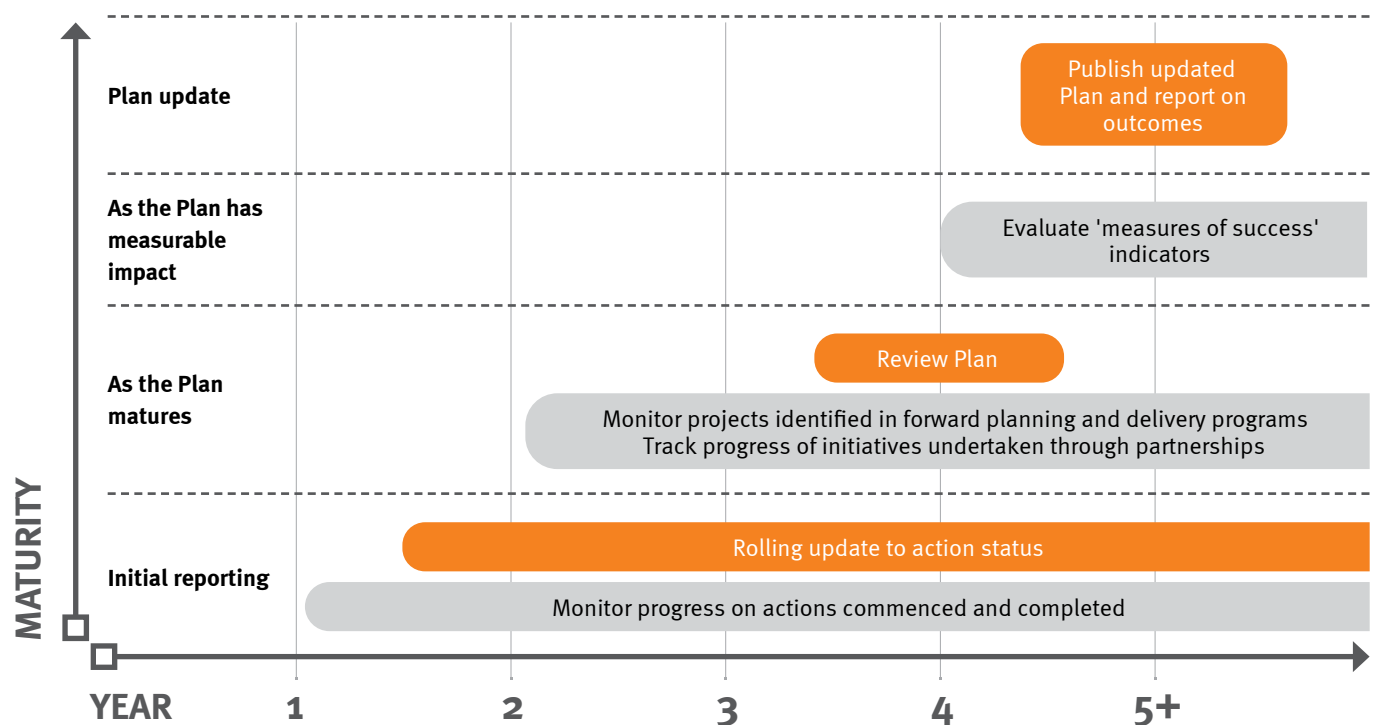 Plan update
Publish updated
Plan and report on
outcomes
As the Plan has
measurable
impact
Evaluate 'measures of success'
indicators
As the Plan
matures
Review Plan
Monitor projects identified in forward planning and delivery programs
Track progress of initiatives undertaken through partnerships
Initial reporting
Rolling update to action status
Monitor progress on actions commenced and completed
MATURITY
YEAR 1 2 3 4 5+